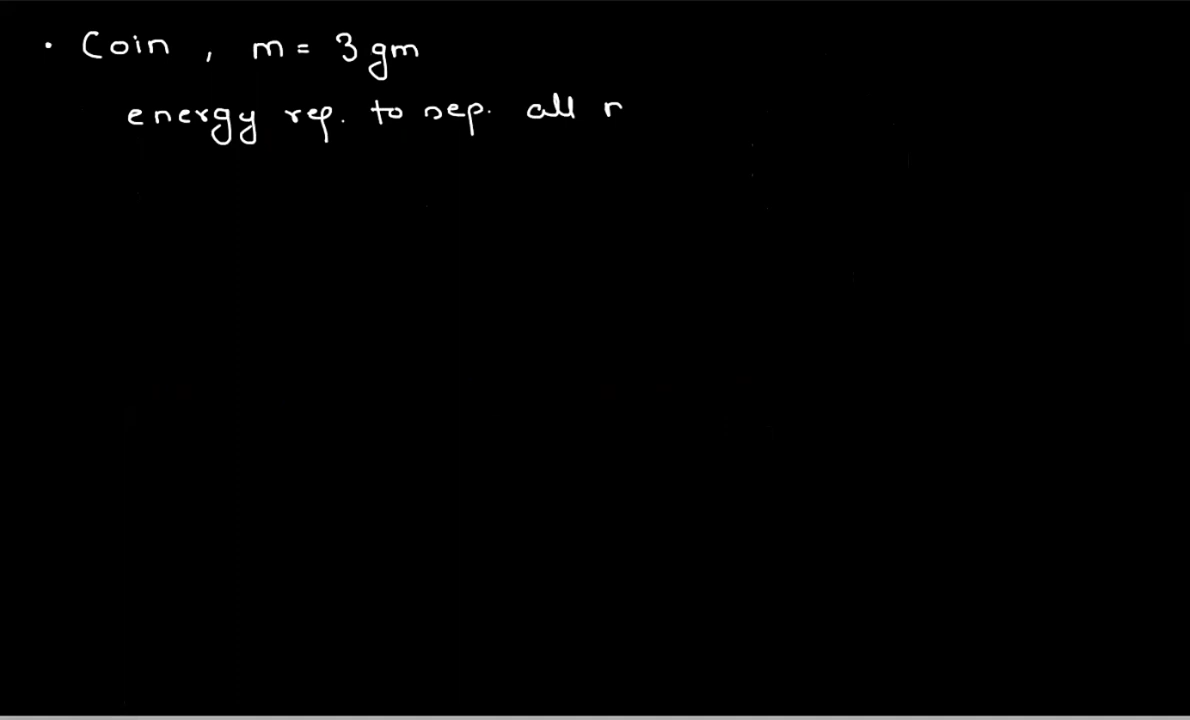 • Coin , m = 3 gm
energy req. to sep. all n